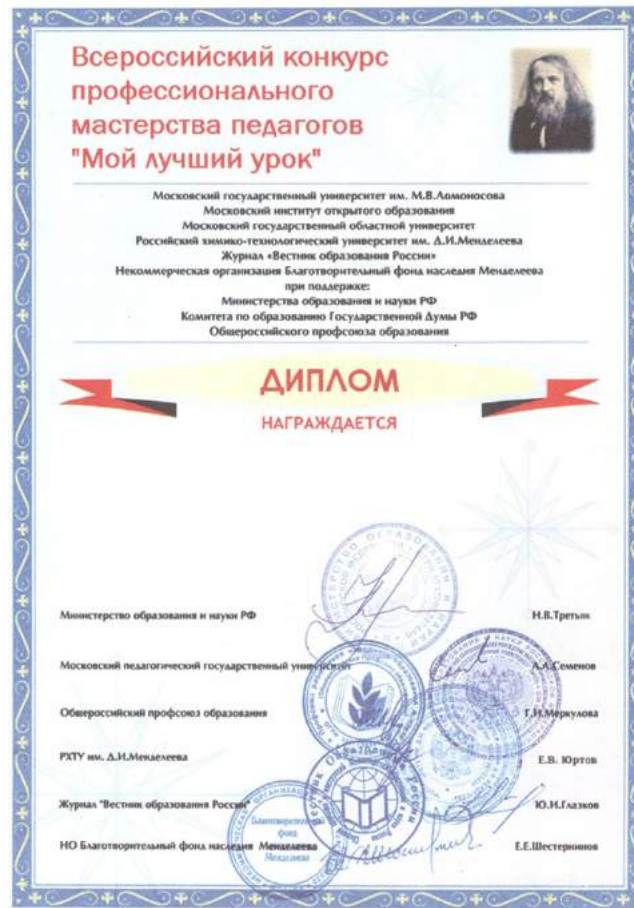 Всероссийский конкурс
профессионального
мастерства педагогов
"Мой лучший урок"
Московский государственный университет им. М.В.Ломоносова
Московский институт открытого образования
Московский государственный областной университет
Российский химико-технологический университет им. Д.И.Менделеева
Журнал «Вестник образования России»
Некоммерческая организация Благотворительный фонд наследия Менделеева
при поддержке:
Министерства образования и науки РФ
Комитета по образованию Государственной Думы РФ
Общероссийского профсоюза образования
ДИПЛОМ
НАГРАЖДАЕТСЯ
Министерство образования и науки РФ Н.В.Третьяк
Московский педагогический государственный университет А.Л.Семенов
Общероссийский профсоюз образования Г.И.Меркулова
РХТУ им. Д.И.Менделеева Е.В. Юртов
Журнал "Вестник образования России" Ю.И.Глазков
НО Благотворительный фонд наследия Менделеева Е.Е.Шестернинов
Благотворительный
фонд
наследия
Менделеева